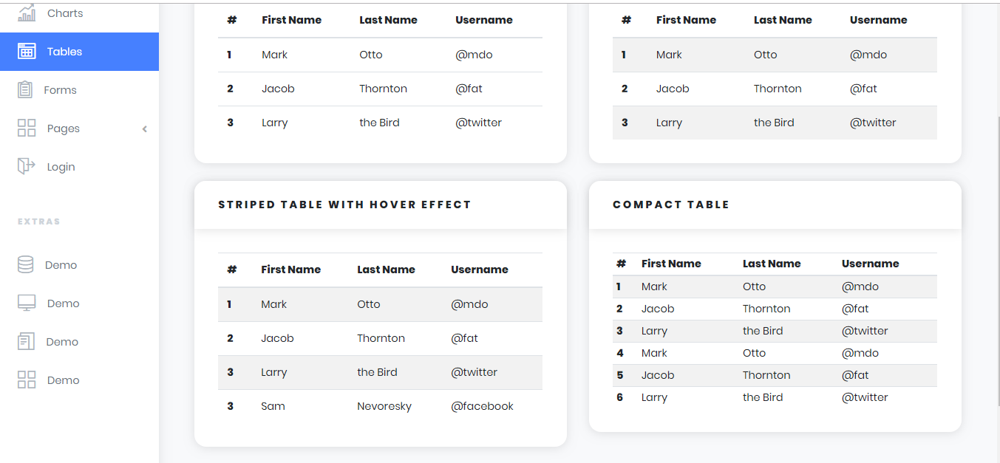 Charts
Tables
Forms
Pages
Login
EXTRAS
Demo
Demo
Demo
Demo
# First Name Last Name Username
1 Mark Otto @mdo
2 Jacob Thornton @fat
3 Larry the Bird @twitter
# First Name Last Name Username
1 Mark Otto @mdo
2 Jacob Thornton @fat
3 Larry the Bird @twitter
STRIPED TABLE WITH HOVER EFFECT
# First Name Last Name Username
1 Mark Otto @mdo
2 Jacob Thornton @fat
3 Larry the Bird @twitter
3 Sam Nevoresky @facebook
COMPACT TABLE
# First Name Last Name Username
1 Mark Otto @mdo
2 Jacob Thornton @fat
3 Larry the Bird @twitter
4 Mark Otto @mdo
5 Jacob Thornton @fat
6 Larry the Bird @twitter